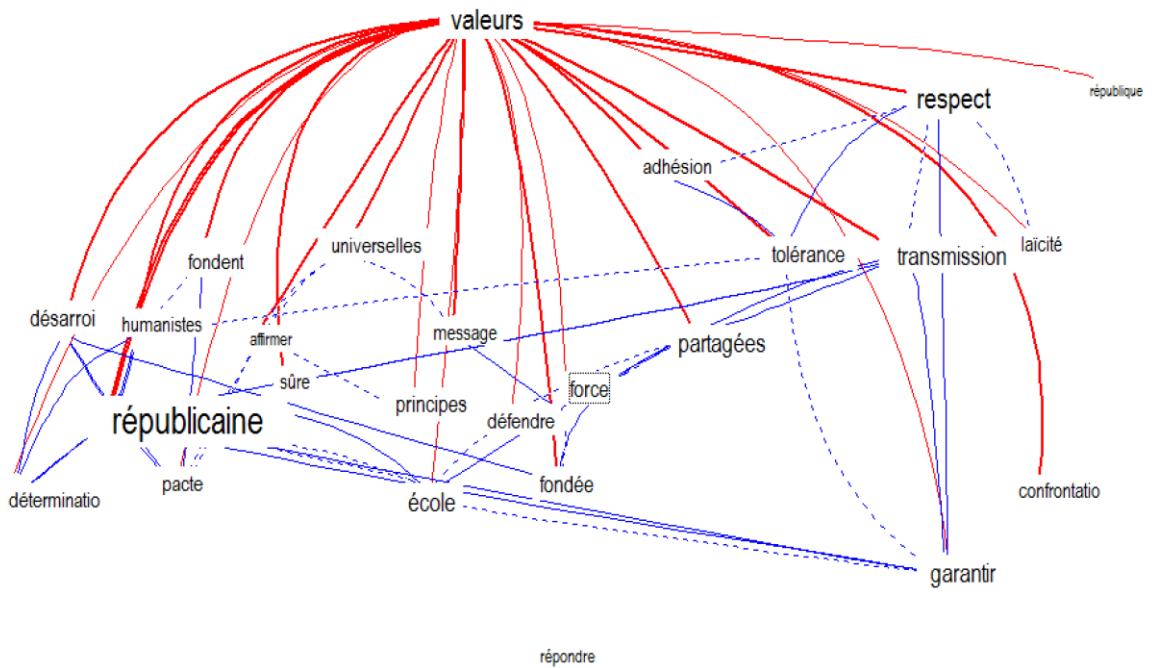 valeurs
république
respect
adhésion
universelles
laïcité
tolérance
transmission
fondent
désarroi
humanistes
affirmer
message
partagées
sûre
force
principes
républicaine
défendre
déterminatio
pacte
école
fondée
confrontatio
garantir
répondre